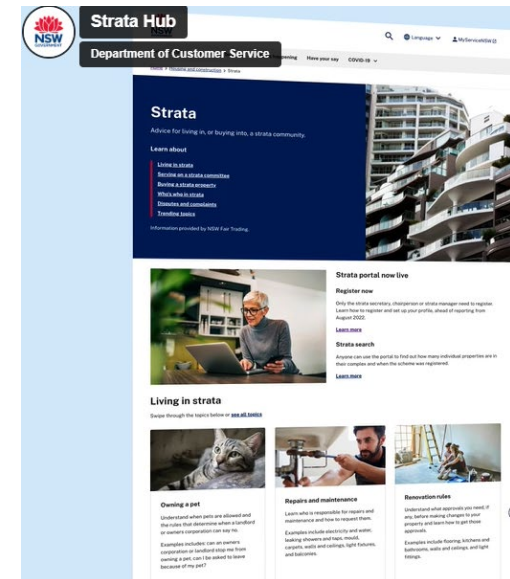 Strata Hub
Department of Customer Service
NSW
GOVERNMENT
Language
MyServiceNSW
Have your say
COVID-19
Home > Housing and construction > Strata
Strata
Advice for living in, or buying into, a strata community.
Learn about
Living in strata
Serving on a strata committee
Buying a strata property
Who's who in strata
Disputes and complaints
Trending topics
Information provided by NSW Fair Trading.
Strata portal now live
Register now
Only the strata secretary, chairperson or strata manager need to register.
Learn how to register and set up your profile, ahead of reporting from
August 2022.
Learn more
Strata search
Anyone can use the portal to find out how many individual properties are in
their complex and when the scheme was registered.
Learn more
Living in strata
Swipe through the topics below or see all topics
Owning a pet
Understand when pets are allowed and
the rules that determine when a landlord
or owners corporation can say no.
Examples includes: can an owners
corporation or landlord stop me from
owning a pet, can I be asked to leave
because of my pet?
Repairs and maintenance
Learn who is responsible for repairs and
maintenance and how to request them.
Examples include electricity and water,
leaking showers and taps, mould,
carpets, walls and ceilings, light fixtures,
and balconies.
Renovation rules
Understand what approvals you need, if
any, before making changes to your
property and learn how to get those
approvals.
Examples include flooring, kitchens and
bathrooms, walls and ceilings, and light
fittings.